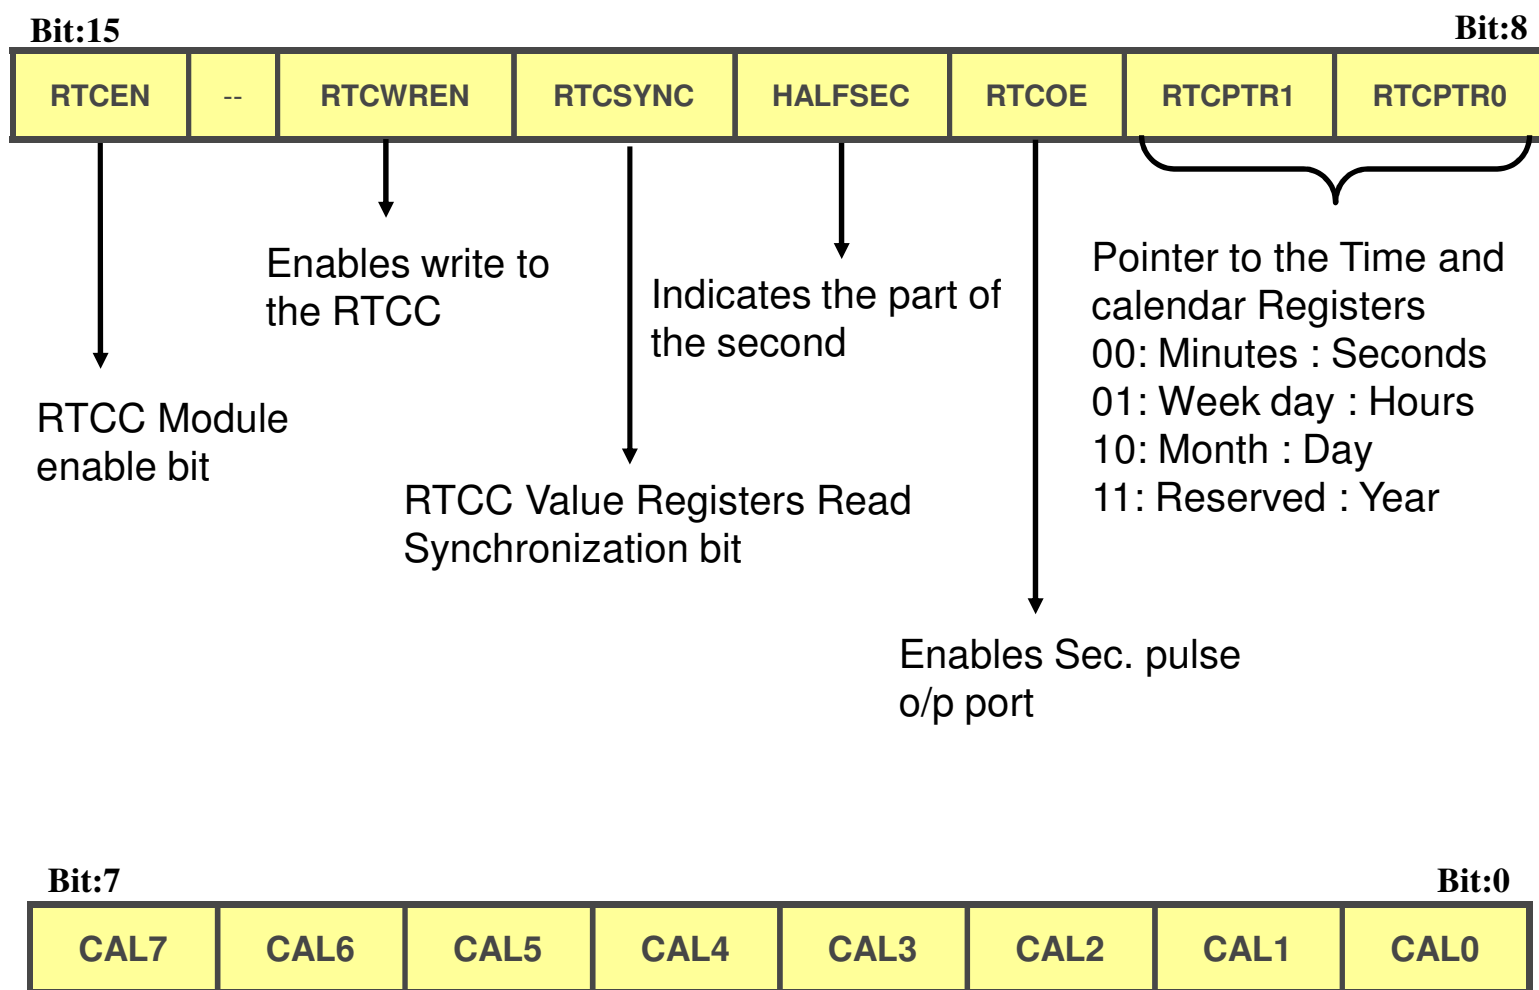 Bit:15 Bit:8
RTCEN -- RTCWREN RTCSYNC HALFSEC RTCOE RTCPTR1 RTCPTR0
Enables write to
the RTCC
Indicates the part of
the second
Pointer to the Time and
calendar Registers
00: Minutes : Seconds
01: Week day : Hours
10: Month : Day
11: Reserved : Year
RTCC Module
enable bit
RTCC Value Registers Read
Synchronization bit
Enables Sec. pulse
o/p port
Bit:7 Bit:0
CAL7 CAL6 CAL5 CAL4 CAL3 CAL2 CAL1 CAL0